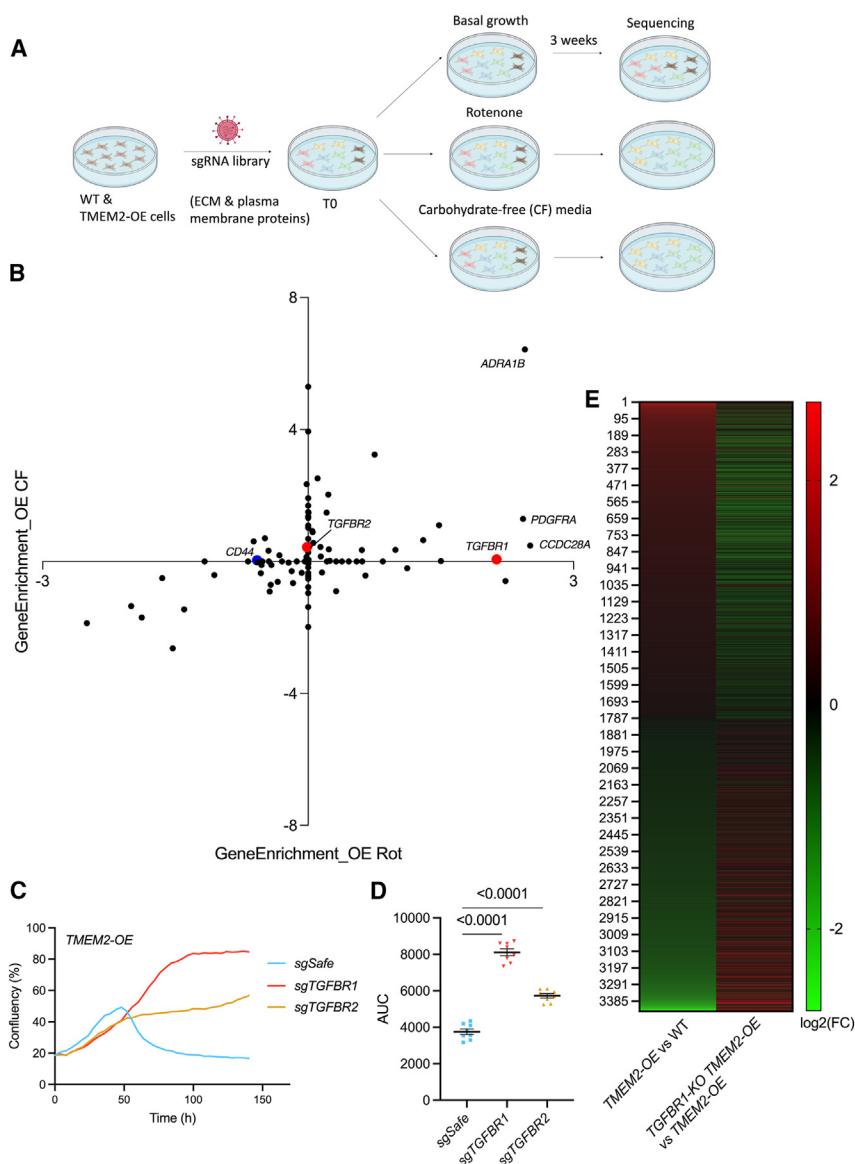 A
Basal growth
3 weeks
Sequencing
Rotenone
sgRNA library
WT &
TMEM2-OE cells
(ECM & plasma
membrane proteins)
T0
Carbohydrate-free (CF) media
B
8
ADRA1B
4
GeneEnrichment_OE CF
TGFBR2
PDGFRA
CD44
TGFBR1
CCDC28A
-3
3
-4
-8
GeneEnrichment_OE Rot
E
1
95
189
283
377
471
565
659
753
847
941
1035
1129
1223
1317
1411
1505
1599
1693
1787
1881
1975
2069
2163
2257
2351
2445
2539
2633
2727
2821
2915
3009
3103
3197
3291
3385
2
0
-2
log2(FC)
TMEM2-OE vs WT
TGFBR1-KO TMEM2-OE
vs TMEM2-OE
C
TMEM2-OE
Confluency (%)
100
80
60
40
20
0
0
50
100
150
Time (h)
sgSafe
sgTGFBR1
sgTGFBR2
D
<0.0001
<0.0001
AUC
10000
8000
6000
4000
2000
0
sgSafe
sgTGFBR1
sgTGFBR2